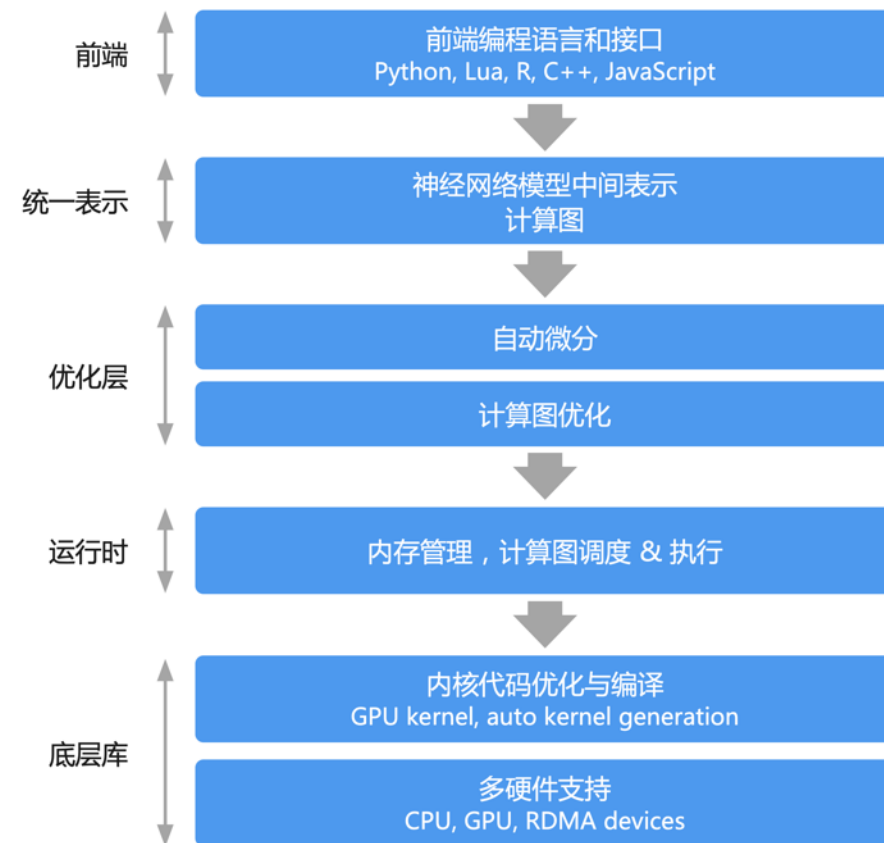 前端
前端编程语言和接口
Python, Lua, R, C++, JavaScript
统一表示
神经网络模型中间表示
计算图
优化层
自动微分
计算图优化
运行时
内存管理，计算图调度 & 执行
底层库
内核代码优化与编译
GPU kernel, auto kernel generation
多硬件支持
CPU, GPU, RDMA devices